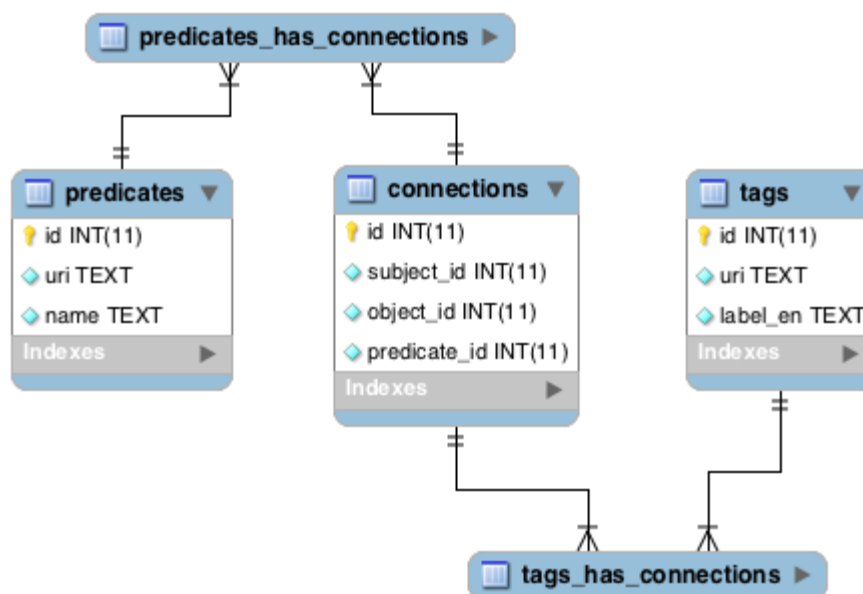 predicates_has_connections
predicates
id INT(11)
uri TEXT
name TEXT
Indexes
connections
id INT(11)
subject_id INT(11)
object_id INT(11)
predicate_id INT(11)
Indexes
tags
id INT(11)
uri TEXT
label_en TEXT
Indexes
tags_has_connections